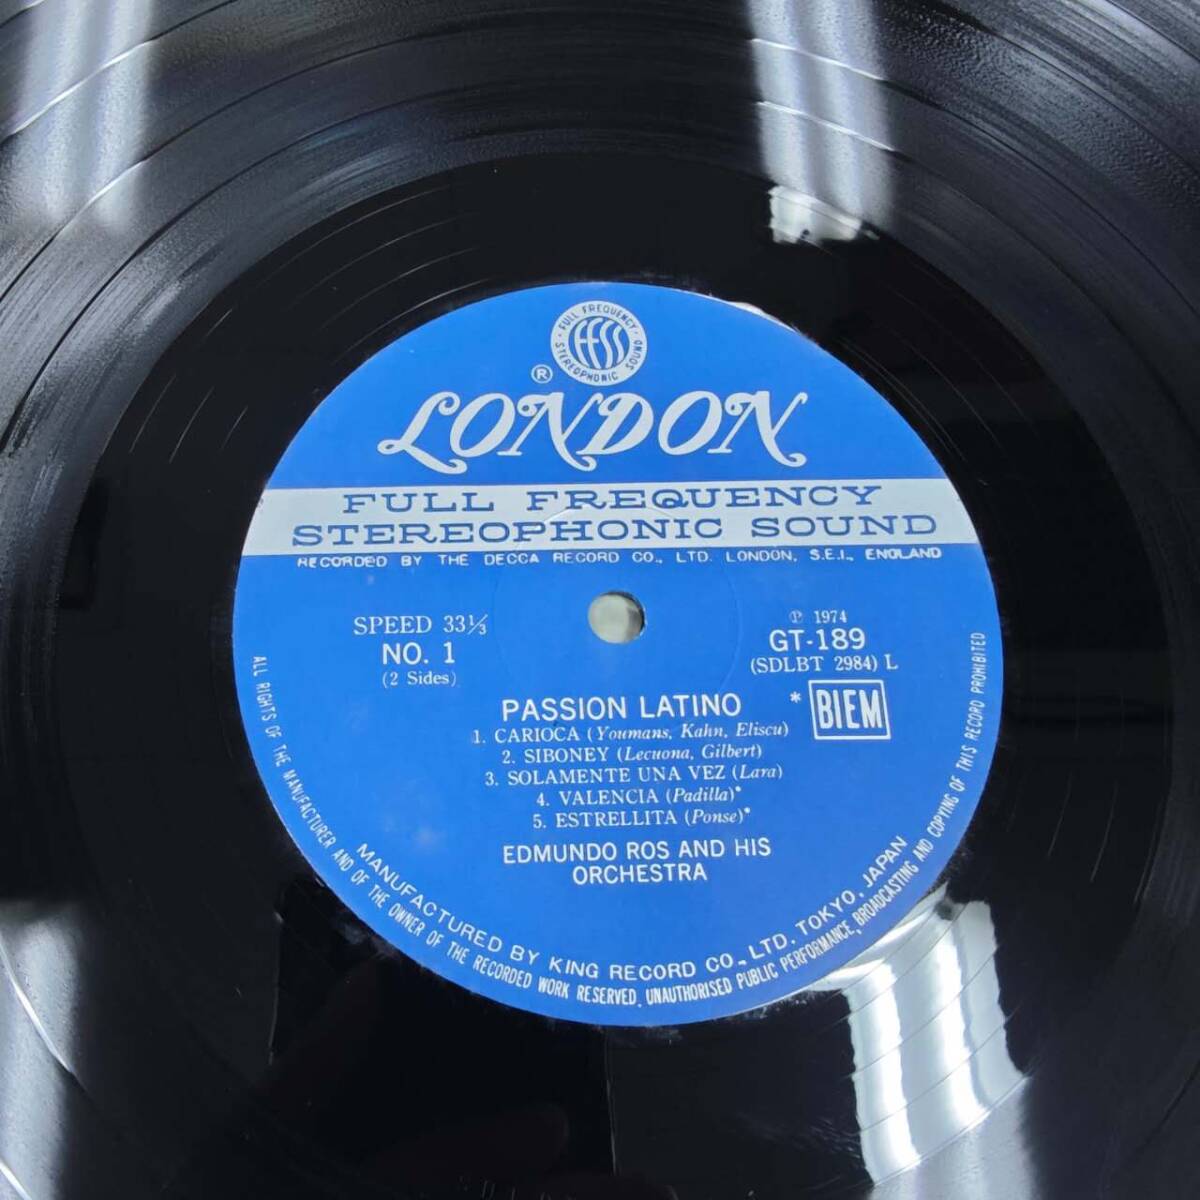 FULL FREQUENCY
ffss
STEREOPHONIC SOUND
®
LONDON
FULL FREQUENCY
STEREOPHONIC SOUND
RECORDED BY THE DECCA RECORD CO., LTD. LONDON, S.E.I., ENGLAND
SPEED 33⅓
NO. 1
(2 Sides)
℗ 1974
GT-189
(SDLBT 2984) L
* BIEM
PASSION LATINO
1. CARIOCA (Youmans, Kahn, Eliscu)
2. SIBONEY (Lecuona, Gilbert)
3. SOLAMENTE UNA VEZ (Lara)
4. VALENCIA (Padilla)*
5. ESTRELLITA (Ponse)*
EDMUNDO ROS AND HIS
ORCHESTRA
MANUFACTURED BY KING RECORD CO., LTD. TOKYO, JAPAN
ALL RIGHTS OF THE MANUFACTURER AND OF THE OWNER OF THE RECORDED WORK RESERVED. UNAUTHORISED PUBLIC PERFORMANCE, BROADCASTING AND COPYING OF THIS RECORD PROHIBITED